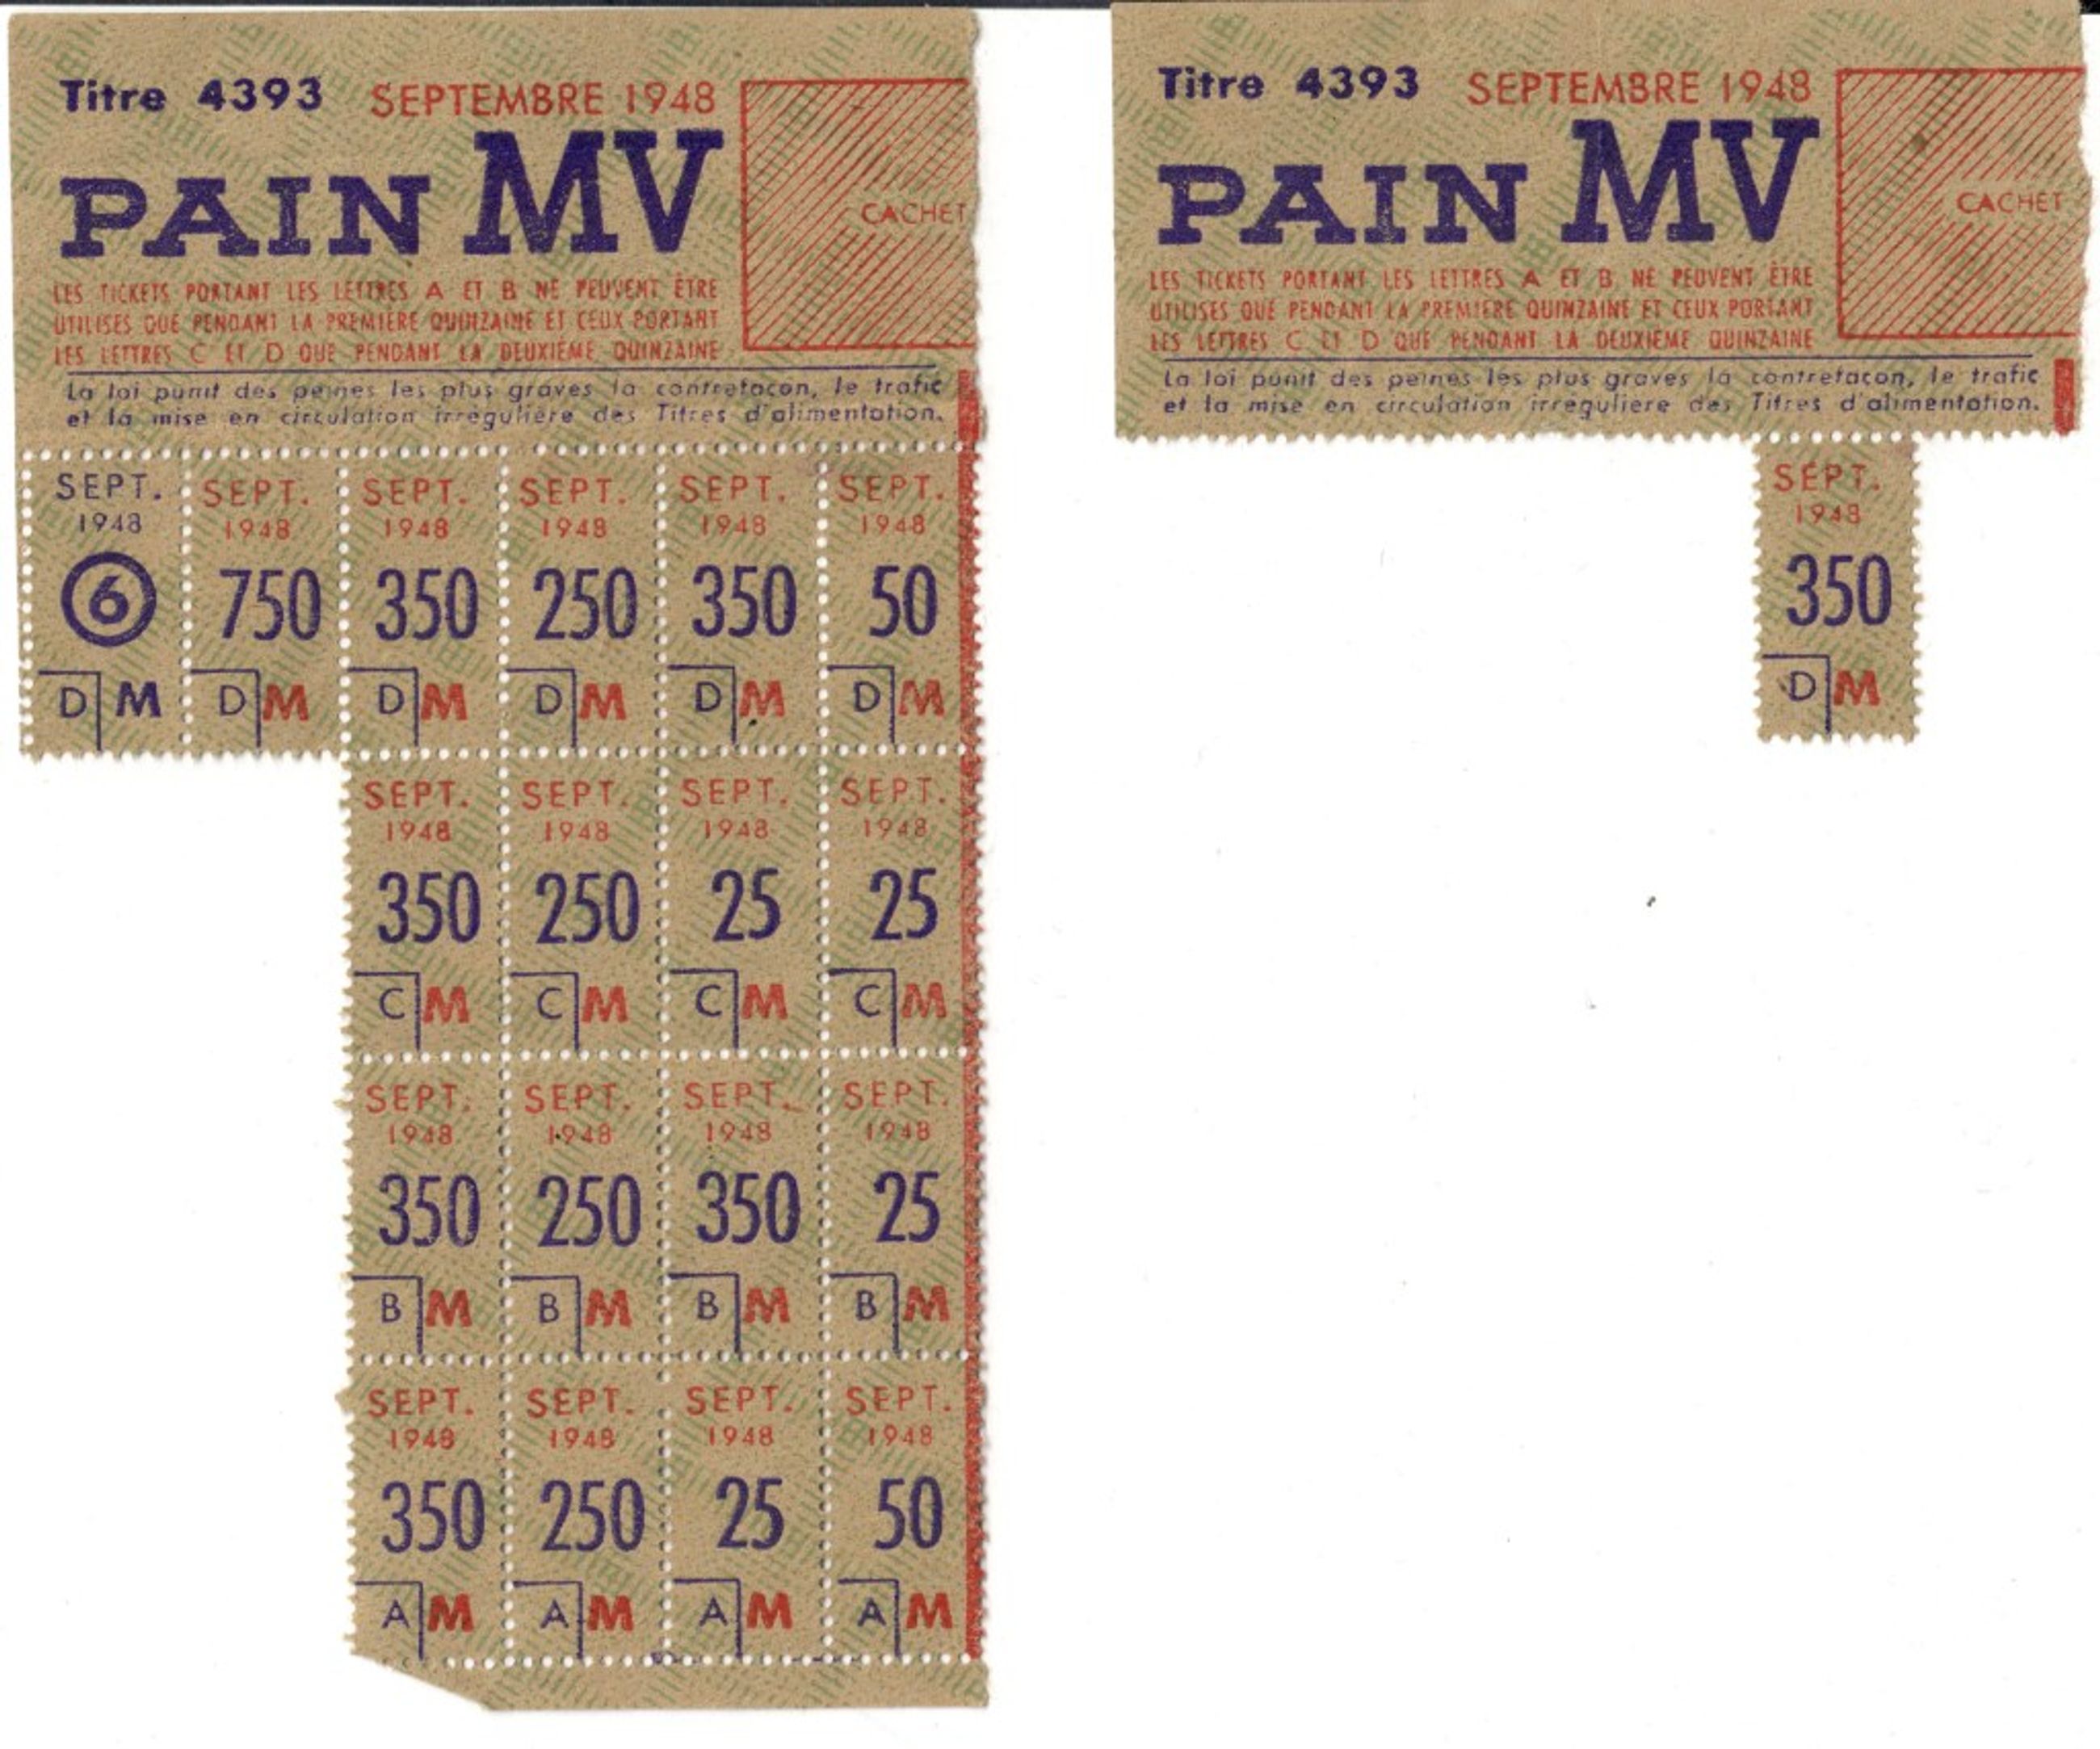 Titre 4393 SEPTEMBRE 1948
PAIN MV
CACHET
LES TICKETS PORTANT LES LETTRES A ET B NE PEUVENT ÊTRE
UTILISES QUE PENDANT LA PREMIERE QUINZAINE ET CEUX PORTANT
LES LETTRES C ET D QUE PENDANT LA DEUXIEME QUINZAINE
La loi punit des peines les plus graves la contrefacon, le trafic
et la mise en circulation irrégulière des Titres d'alimentation.
SEPT. SEPT. SEPT. SEPT. SEPT. SEPT.
1948 1948 1948 1948 1948 1948
6 750 350 250 350 50
D M D M D M D M D M D M
SEPT. SEPT. SEPT. SEPT.
1948 1948 1948 1948
350 250 25 25
C M C M C M C M
SEPT. SEPT. SEPT. SEPT.
1948 1948 1948 1948
350 250 350 25
B M B M B M B M
SEPT. SEPT. SEPT. SEPT.
1948 1948 1948 1948
350 250 25 50
A M A M A M A M
Titre 4393 SEPTEMBRE 1948
PAIN MV
CACHET
LES TICKETS PORTANT LES LETTRES A ET B NE PEUVENT ÊTRE
UTILISES QUE PENDANT LA PREMIERE QUINZAINE ET CEUX PORTANT
LES LETTRES C ET D QUE PENDANT LA DEUXIEME QUINZAINE
La loi punit des peines les plus graves la contrefacon, le trafic
et la mise en circulation irreguliere des Titres d'alimentation.
SEPT.
1948
350
D M